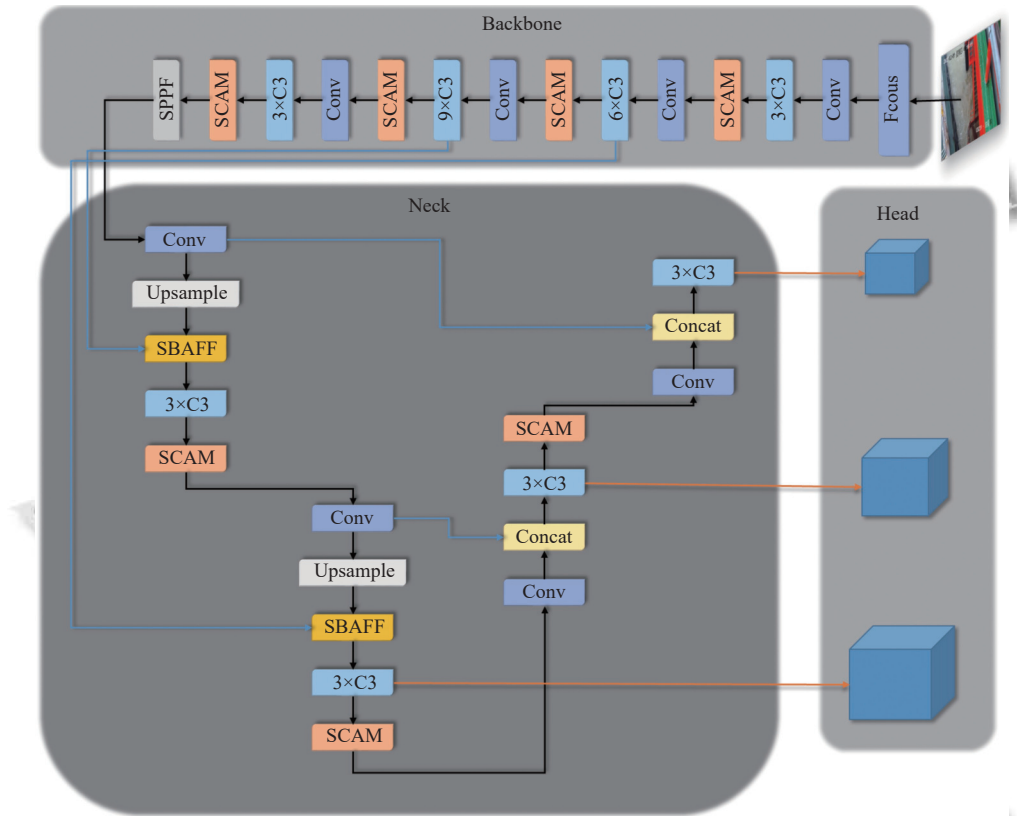 Backbone
SPPF
SCAM
3×C3
Conv
SCAM
9×C3
Conv
SCAM
6×C3
Conv
SCAM
3×C3
Conv
Fcous
Neck
Head
Conv
Upsample
SBAFF
3×C3
SCAM
Conv
Upsample
SBAFF
3×C3
SCAM
3×C3
Concat
Conv
SCAM
3×C3
Concat
Conv